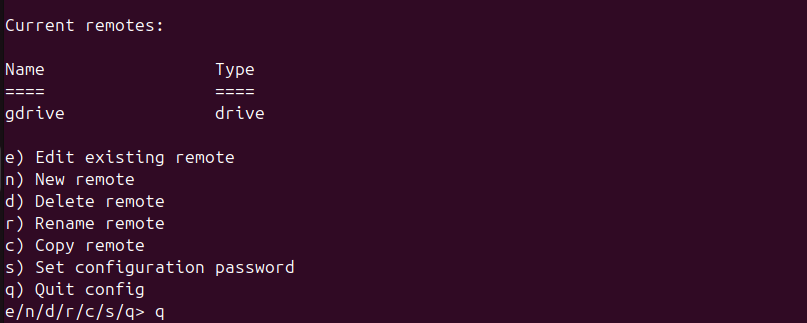 Current remotes:
Name                 Type
====                 ====
gdrive               drive
e) Edit existing remote
n) New remote
d) Delete remote
r) Rename remote
c) Copy remote
s) Set configuration password
q) Quit config
e/n/d/r/c/s/q> q